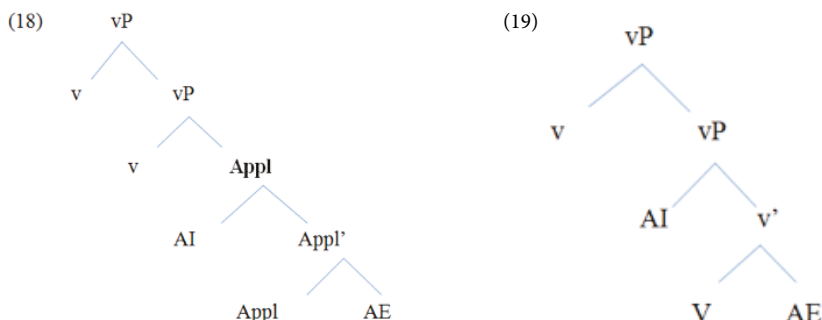 (18) vP (19) vP
v vP v vP
v Appl AI v’
AI Appl’ V AE
Appl AE